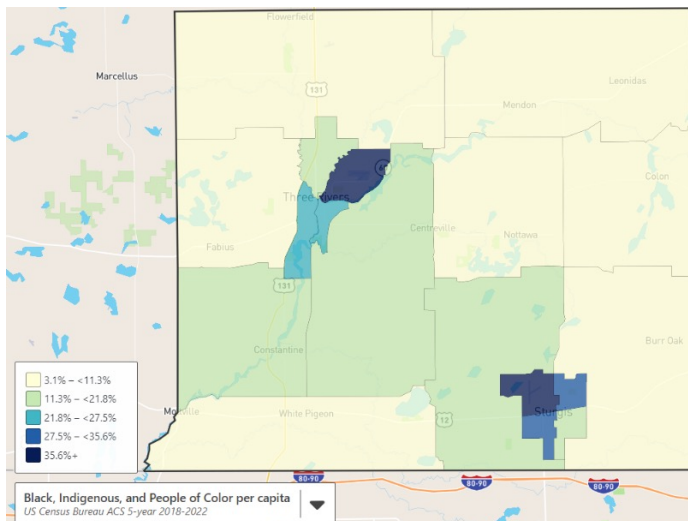 Flowerfield
Marcellus
Leonidas
131
Mendon
Three Rivers
Colon
Fabius
Centreville
Nottawa
131
Burr Oak
Constantine
3.1% – <11.3%
11.3% – <21.8%
21.8% – <27.5%
27.5% – <35.6%
35.6%+
White Pigeon
12
Sturgis
80-90
80-90
80-90
Black, Indigenous, and People of Color per capita
US Census Bureau ACS 5-year 2018-2022